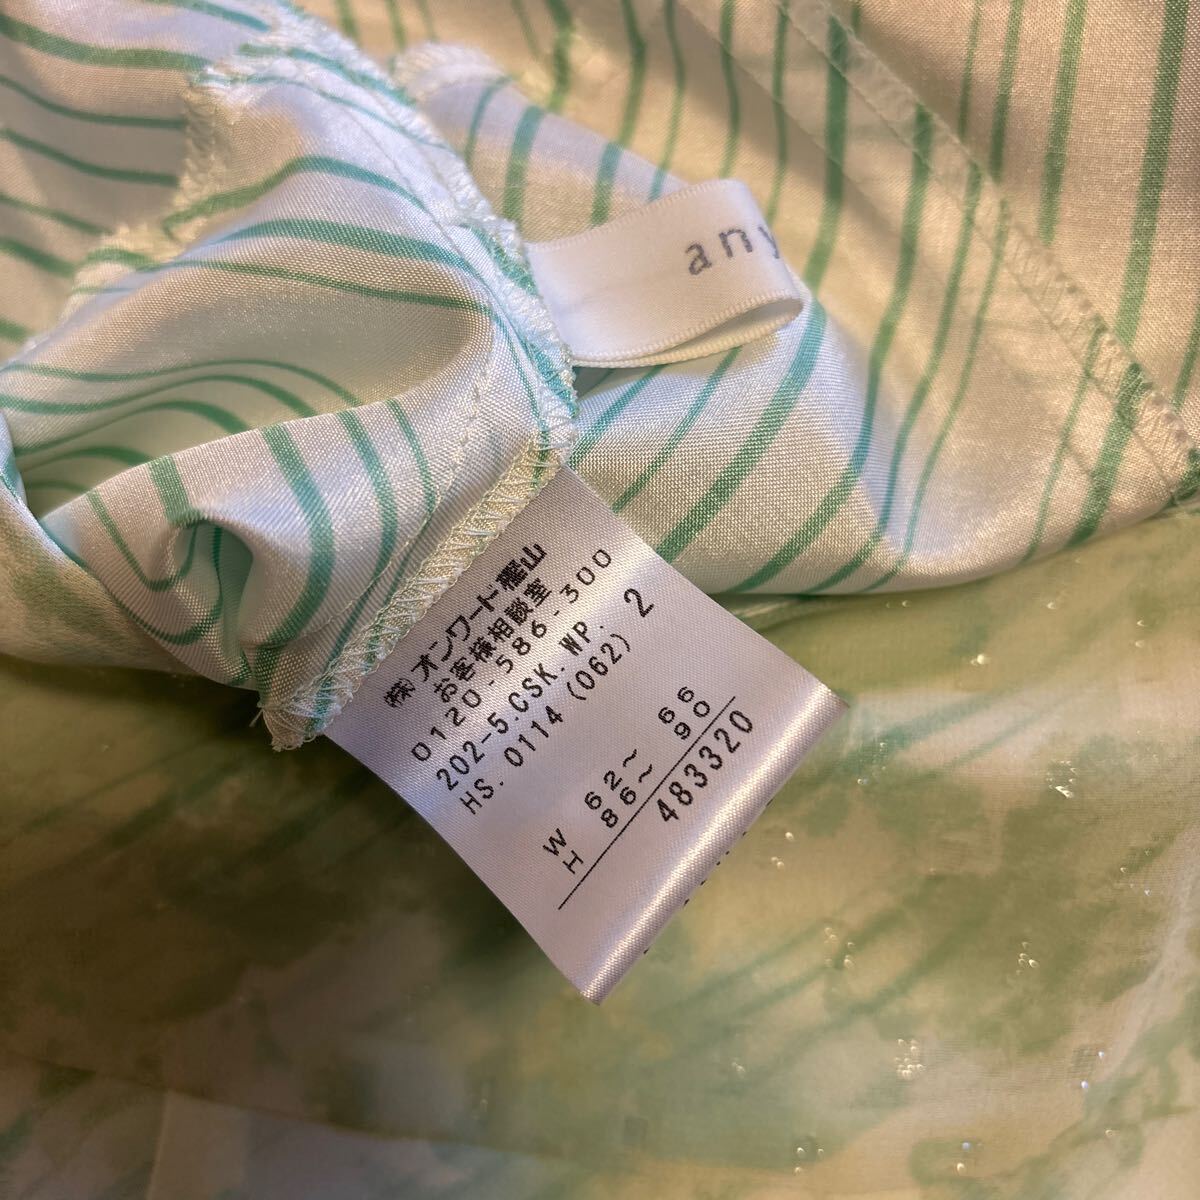 any
(株)オンワード樫山
お客様相談室
0120-586-300
202-5.CSK.WP. 2
HS.0114(062)
W 62~ 66
H 86~ 90
483320